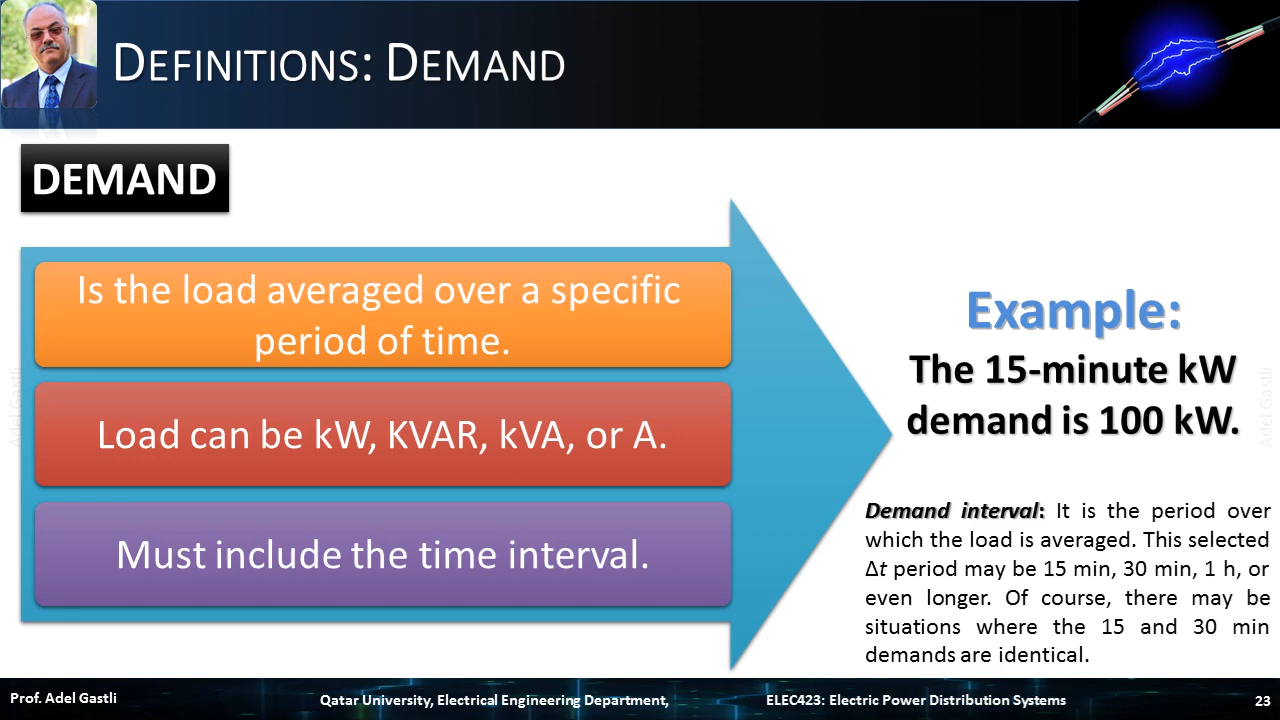 DEFINITIONS: DEMAND
DEMAND
Is the load averaged over a specific
period of time.
Load can be kW, KVAR, kVA, or A.
Must include the time interval.
Example:
The 15-minute kW
demand is 100 kW.
Demand interval: It is the period over
which the load is averaged. This selected
Δt period may be 15 min, 30 min, 1 h, or
even longer. Of course, there may be
situations where the 15 and 30 min
demands are identical.
Adel Gastli
Adel Gastli
Prof. Adel Gastli
Qatar University, Electrical Engineering Department,
ELEC423: Electric Power Distribution Systems
23